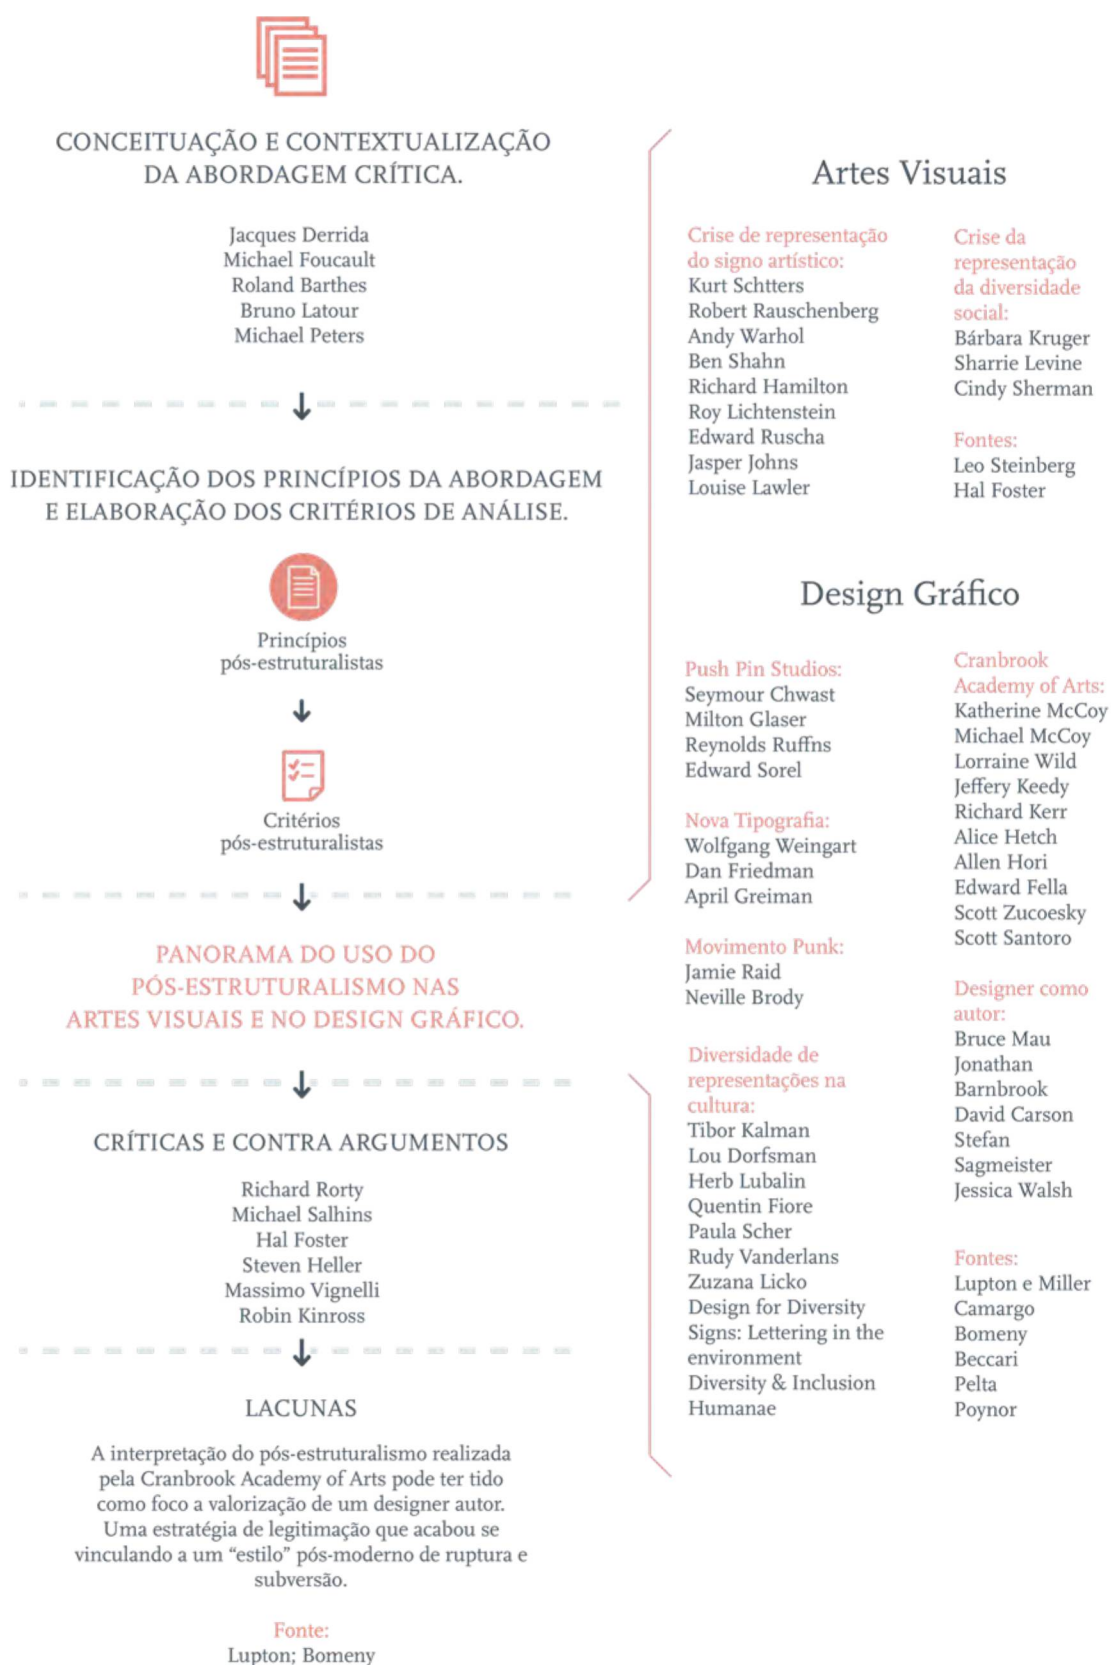 CONCEITUAÇÃO E CONTEXTUALIZAÇÃO
DA ABORDAGEM CRÍTICA.
Jacques Derrida
Michael Foucault
Roland Barthes
Bruno Latour
Michael Peters
IDENTIFICAÇÃO DOS PRINCÍPIOS DA ABORDAGEM
E ELABORAÇÃO DOS CRITÉRIOS DE ANÁLISE.
Princípios
pós-estruturalistas
Critérios
pós-estruturalistas
PANORAMA DO USO DO
PÓS-ESTRUTURALISMO NAS
ARTES VISUAIS E NO DESIGN GRÁFICO.
CRÍTICAS E CONTRA ARGUMENTOS
Richard Rorty
Michael Salhins
Hal Foster
Steven Heller
Massimo Vignelli
Robin Kinross
LACUNAS
A interpretação do pós-estruturalismo realizada
pela Cranbrook Academy of Arts pode ter tido
como foco a valorização de um designer autor.
Uma estratégia de legitimação que acabou se
vinculando a um “estilo” pós-moderno de ruptura e
subversão.
Fonte:
Lupton; Bomeny
Artes Visuais
Crise de representação
do signo artístico:
Kurt Schtters
Robert Rauschenberg
Andy Warhol
Ben Shahn
Richard Hamilton
Roy Lichtenstein
Edward Ruscha
Jasper Johns
Louise Lawler
Crise da
representação
da diversidade
social:
Bárbara Kruger
Sharrie Levine
Cindy Sherman
Fontes:
Leo Steinberg
Hal Foster
Design Gráfico
Push Pin Studios:
Seymour Chwast
Milton Glaser
Reynolds Ruffns
Edward Sorel
Nova Tipografia:
Wolfgang Weingart
Dan Friedman
April Greiman
Movimento Punk:
Jamie Raid
Neville Brody
Diversidade de
representações na
cultura:
Tibor Kalman
Lou Dorfsman
Herb Lubalin
Quentin Fiore
Paula Scher
Rudy Vanderlans
Zuzana Licko
Design for Diversity
Signs: Lettering in the
environment
Diversity & Inclusion
Humanae
Cranbrook
Academy of Arts:
Katherine McCoy
Michael McCoy
Lorraine Wild
Jeffery Keedy
Richard Kerr
Alice Hetch
Allen Hori
Edward Fella
Scott Zucoesky
Scott Santoro
Designer como
autor:
Bruce Mau
Jonathan
Barnbrook
David Carson
Stefan
Sagmeister
Jessica Walsh
Fontes:
Lupton e Miller
Camargo
Bomeny
Beccari
Pelta
Poynor